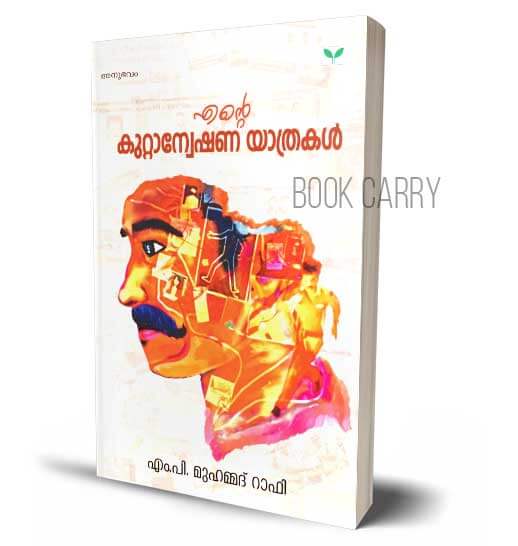 അനുഭവം
എന്റെ
കുറ്റാന്വേഷണ യാത്രകൾ
BOOK CARRY
എം.പി. മുഹമ്മദ് റാഫി